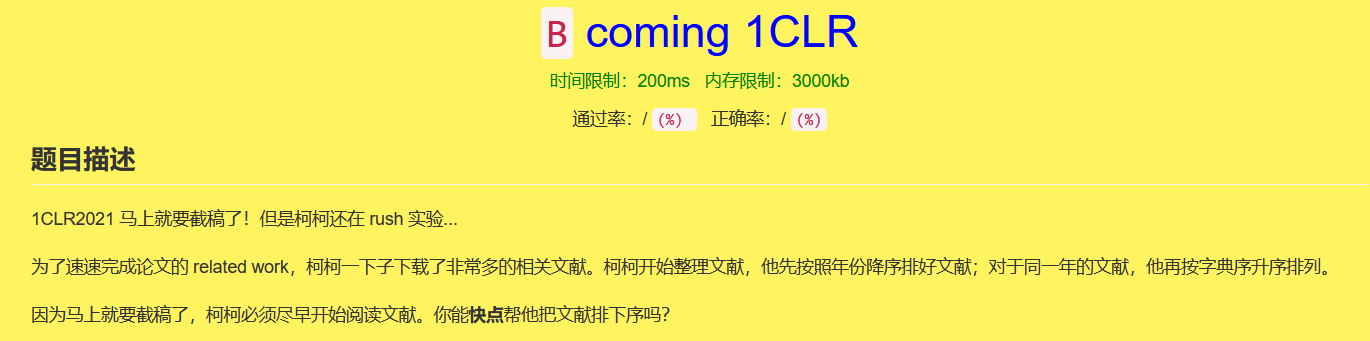 B coming 1CLR
时间限制：200ms 内存限制：3000kb
通过率：/ (%) 正确率：/ (%)
题目描述
1CLR2021 马上就要截稿了！但是柯柯还在 rush 实验...
为了速速完成论文的 related work，柯柯一下子下载了非常多的相关文献。柯柯开始整理文献，他先按照年份降序排好文献；对于同一年的文献，他再按字典序升序排列。
因为马上就要截稿了，柯柯必须尽早开始阅读文献。你能快点帮他把文献排下序吗？